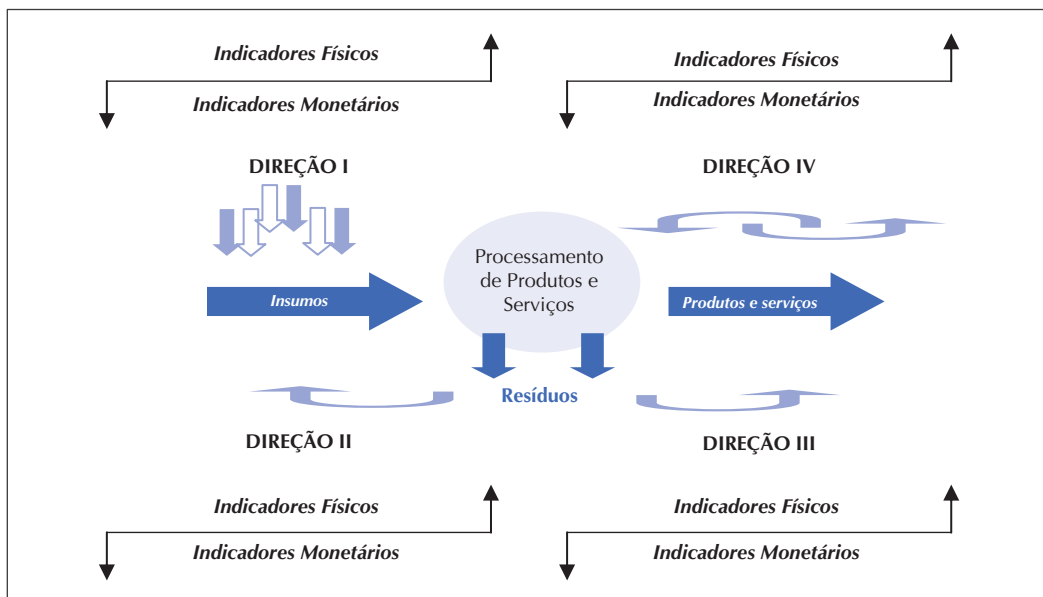 Indicadores Físicos
Indicadores Monetários
Indicadores Físicos
Indicadores Monetários
DIREÇÃO I
DIREÇÃO IV
Processamento
de Produtos e
Serviços
Insumos
Produtos e serviços
Resíduos
DIREÇÃO II
DIREÇÃO III
Indicadores Físicos
Indicadores Monetários
Indicadores Físicos
Indicadores Monetários